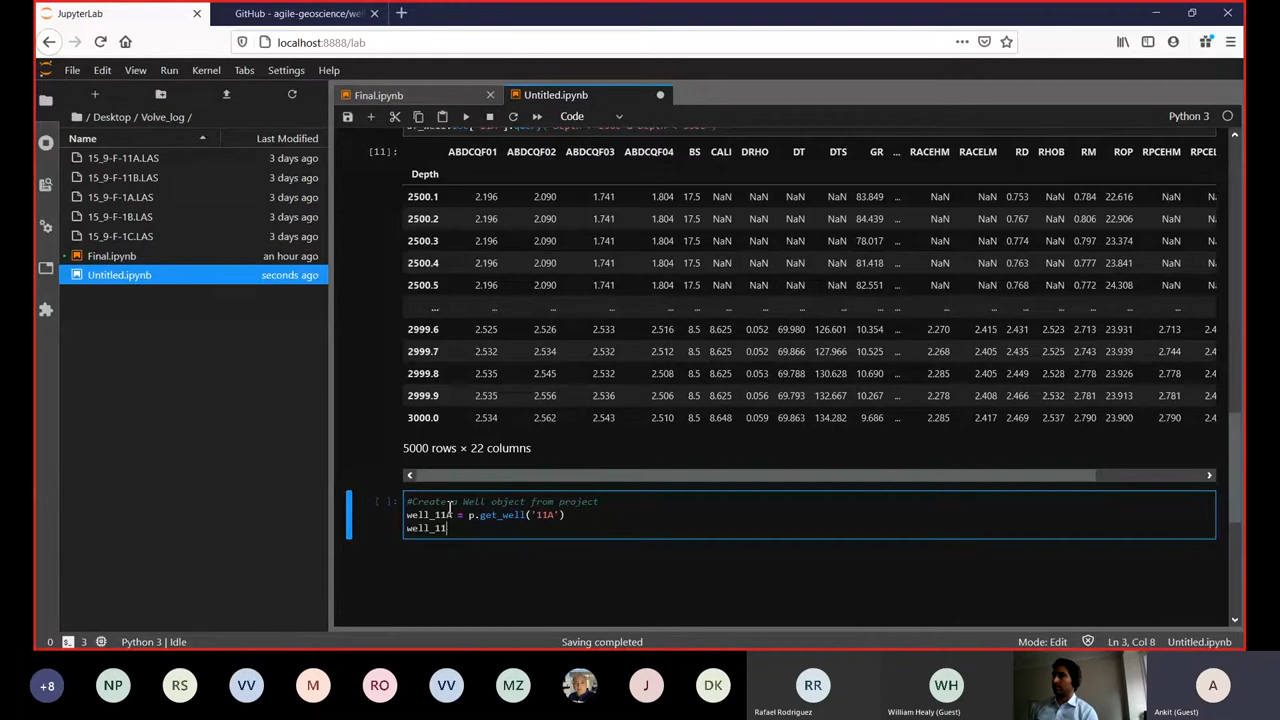 JupyterLab
GitHub - agile-geoscience/wel
localhost:8888/lab
File Edit View Run Kernel Tabs Settings Help
Final.ipynb
Untitled.ipynb
/ Desktop / Volve_log /
Code
Python 3
Name Last Modified
15_9-F-11A.LAS 3 days ago
15_9-F-11B.LAS 3 days ago
15_9-F-1A.LAS 3 days ago
15_9-F-1B.LAS 3 days ago
15_9-F-1C.LAS 3 days ago
Final.ipynb an hour ago
Untitled.ipynb seconds ago
[11]: ABDCQF01 ABDCQF02 ABDCQF03 ABDCQF04 BS CALI DRHO DT DTS GR ... RACEHM RACELM RD RHOB RM ROP RPCEHM RPCEL
Depth
2500.1 2.196 2.090 1.741 1.804 17.5 NaN NaN NaN NaN 83.849 ... NaN NaN 0.753 NaN 0.784 22.616 NaN N
2500.2 2.196 2.090 1.741 1.804 17.5 NaN NaN NaN NaN 84.439 ... NaN NaN 0.767 NaN 0.806 22.906 NaN N
2500.3 2.196 2.090 1.741 1.804 17.5 NaN NaN NaN NaN 78.017 ... NaN NaN 0.774 NaN 0.797 23.374 NaN N
2500.4 2.196 2.090 1.741 1.804 17.5 NaN NaN NaN NaN 81.418 ... NaN NaN 0.763 NaN 0.777 23.841 NaN N
2500.5 2.196 2.090 1.741 1.804 17.5 NaN NaN NaN NaN 82.551 ... NaN NaN 0.768 NaN 0.772 24.308 NaN N
... ... ... ... ... ... ... ... ... ... ... ... ... ... ... ... ... ... ...
2999.6 2.525 2.526 2.533 2.516 8.5 8.625 0.052 69.980 126.601 10.354 ... 2.270 2.415 2.431 2.523 2.713 23.931 2.713 2.4
2999.7 2.532 2.534 2.532 2.512 8.5 8.625 0.052 69.866 127.966 10.525 ... 2.268 2.405 2.435 2.525 2.743 23.939 2.744 2.4
2999.8 2.535 2.545 2.532 2.508 8.5 8.625 0.053 69.788 130.628 10.690 ... 2.285 2.405 2.449 2.528 2.778 23.926 2.778 2.4
2999.9 2.535 2.556 2.536 2.506 8.5 8.625 0.056 69.793 132.667 10.267 ... 2.278 2.408 2.466 2.532 2.781 23.913 2.781 2.4
3000.0 2.534 2.562 2.543 2.510 8.5 8.648 0.059 69.863 134.282 9.686 ... 2.285 2.417 2.469 2.537 2.790 23.900 2.790 2.4
5000 rows × 22 columns
[ ]: #Create a Well object from project
well_11A = p.get_well('11A')
well_11
0 3 Python 3 | Idle Saving completed Mode: Edit Ln 3, Col 8 Untitled.ipynb
+8 NP RS VV M RO VV MZ J DK RR WH A
Rafael Rodriguez William Healy (Guest) Ankit (Guest)